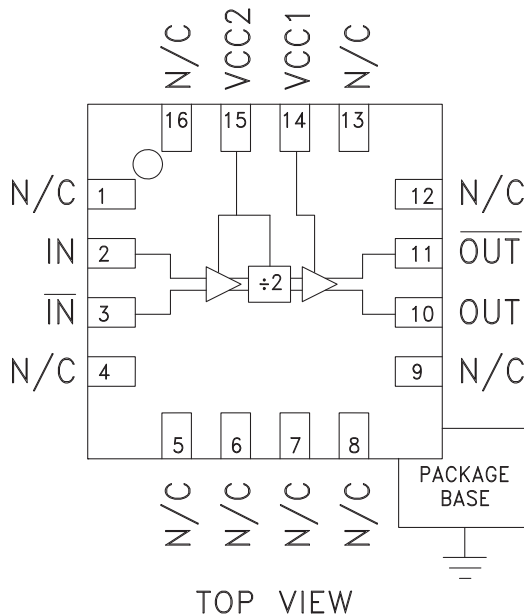 N/C
VCC2
VCC1
N/C
16
15
14
13
N/C
1
12
N/C
IN
2
11
OUT
÷2
IN
3
10
OUT
N/C
4
9
N/C
5
6
7
8
N/C
N/C
N/C
N/C
PACKAGE
BASE
TOP VIEW